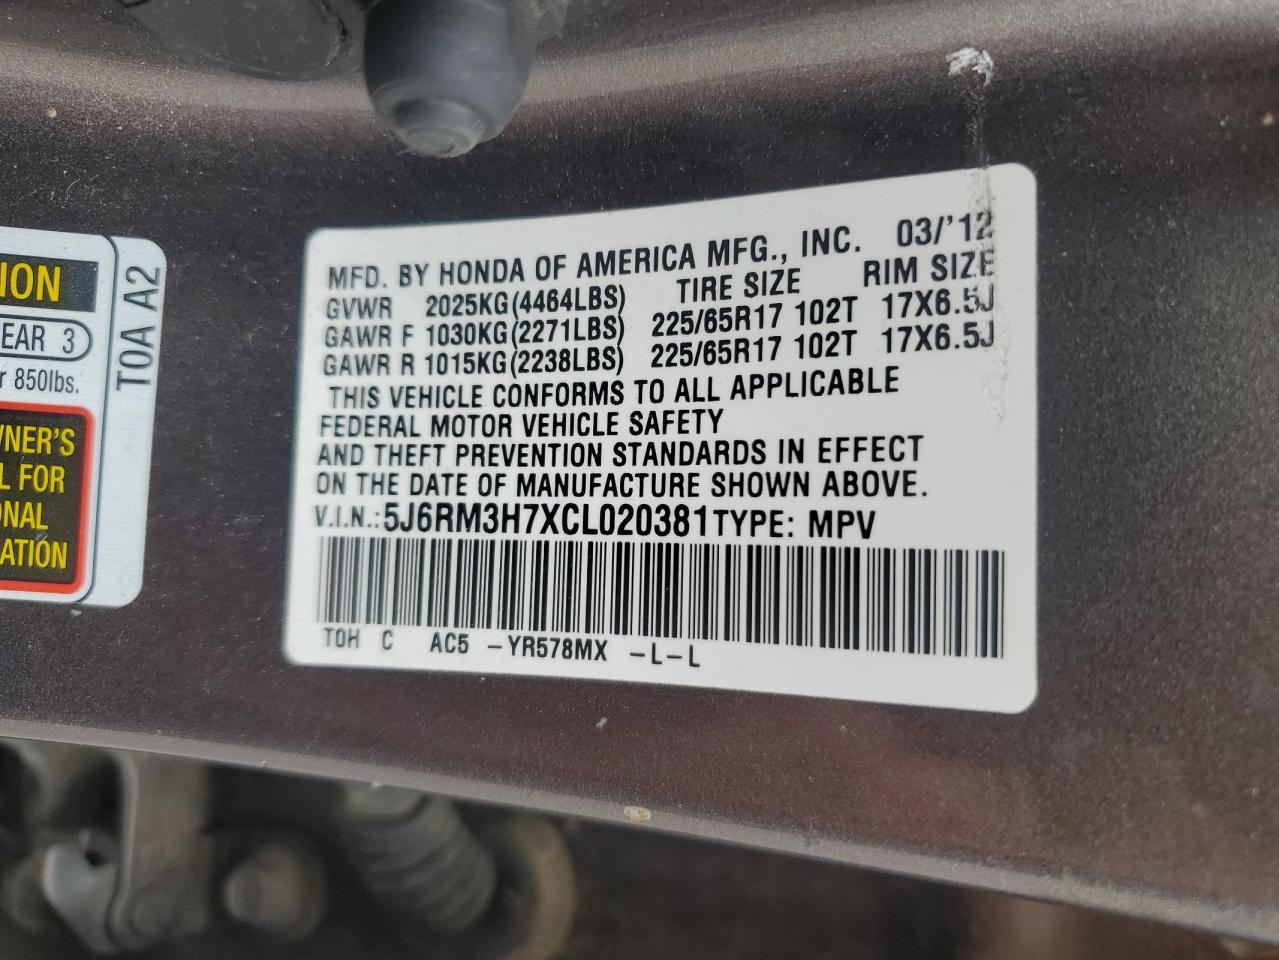 ION
EAR 3
r 850lbs.
WNER'S
L FOR
ONAL
ATION
T0A A2
MFD. BY HONDA OF AMERICA MFG., INC. 03/'12
GVWR 2025KG(4464LBS) TIRE SIZE RIM SIZE
GAWR F 1030KG(2271LBS) 225/65R17 102T 17X6.5J
GAWR R 1015KG(2238LBS) 225/65R17 102T 17X6.5J
THIS VEHICLE CONFORMS TO ALL APPLICABLE
FEDERAL MOTOR VEHICLE SAFETY
AND THEFT PREVENTION STANDARDS IN EFFECT
ON THE DATE OF MANUFACTURE SHOWN ABOVE.
V.I.N.: 5J6RM3H7XCL020381 TYPE: MPV
T0H C AC5 -YR578MX -L-L